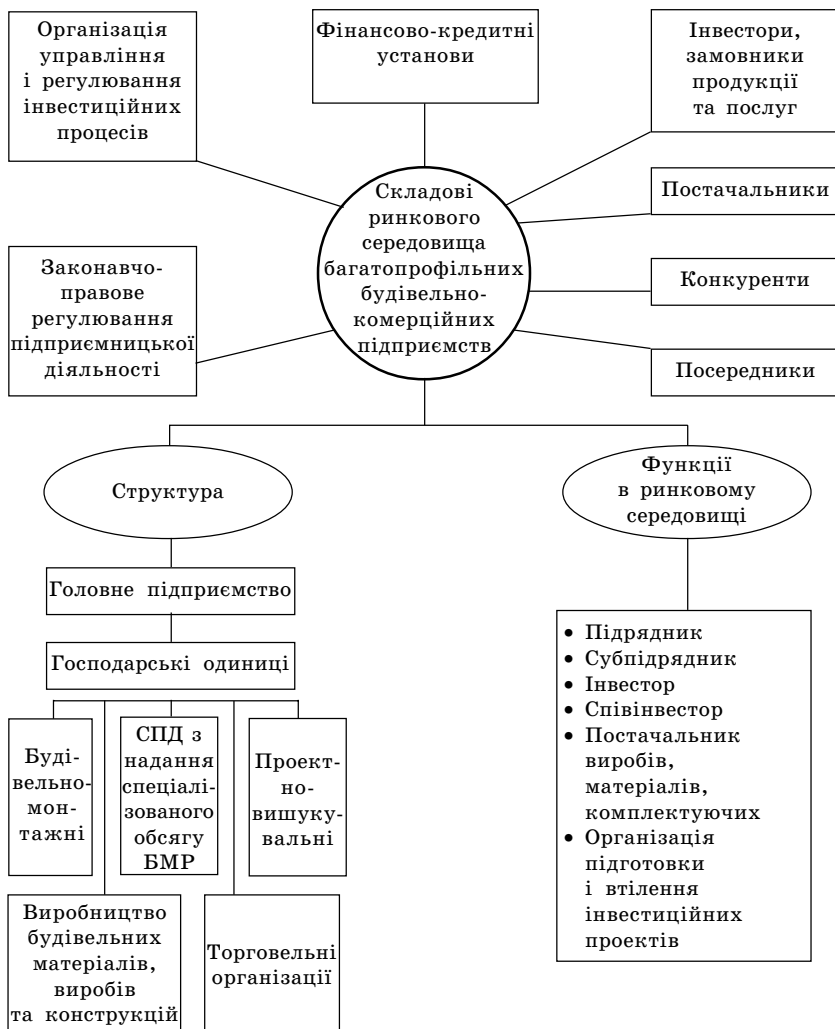 Організація
управління
і регулювання
інвестиційних
процесів
Фінансово-кредитні
установи
Інвестори,
замовники
продукції
та послуг
Складові
ринкового
середовища
багатопрофільних
будівельно-
комерційних
підприємств
Постачальники
Законавчо-
правове
регулювання
підприємницької
діяльності
Конкуренти
Посередники
Структура
Функції
в ринковому
середовищі
Головне підприємство
Господарські одиниці
Буді-
вельно-
мон-
тажні
СПД з
надання
спеціалі-
зованого
обсягу
БМР
Проект-
но-
вишуку-
вальні
Виробництво
будівельних
матеріалів,
виробів
та конструкцій
Торговельні
організації
• Підрядник
• Субпідрядник
• Інвестор
• Співінвестор
• Постачальник
виробів,
матеріалів,
комплектуючих
• Організація
підготовки
і втілення
інвестиційних
проектів